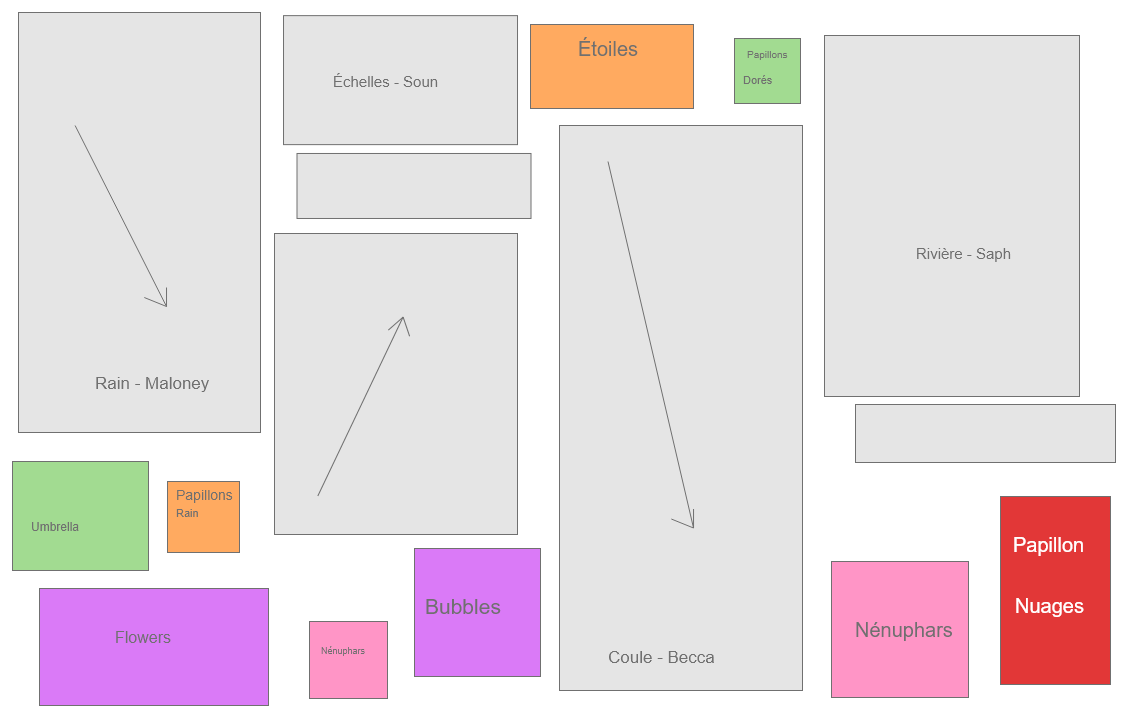 Échelles - Soun
Étoiles
Papillons
Dorés
Rivière - Saph
Rain - Maloney
Umbrella
Papillons
Rain
Flowers
Nénuphars
Bubbles
Coule - Becca
Nénuphars
Papillon
Nuages